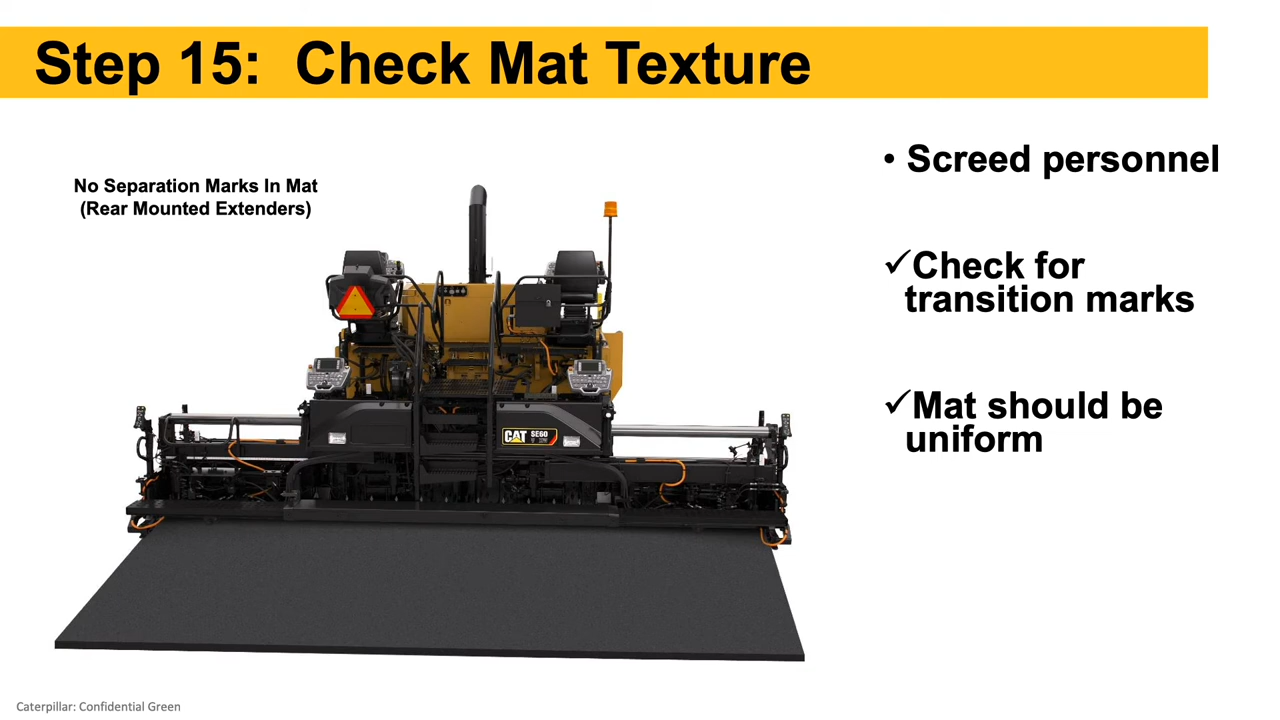 Step 15: Check Mat Texture
No Separation Marks In Mat
(Rear Mounted Extenders)
• Screed personnel
✓Check for
transition marks
✓Mat should be
uniform
CAT SE60
Caterpillar: Confidential Green